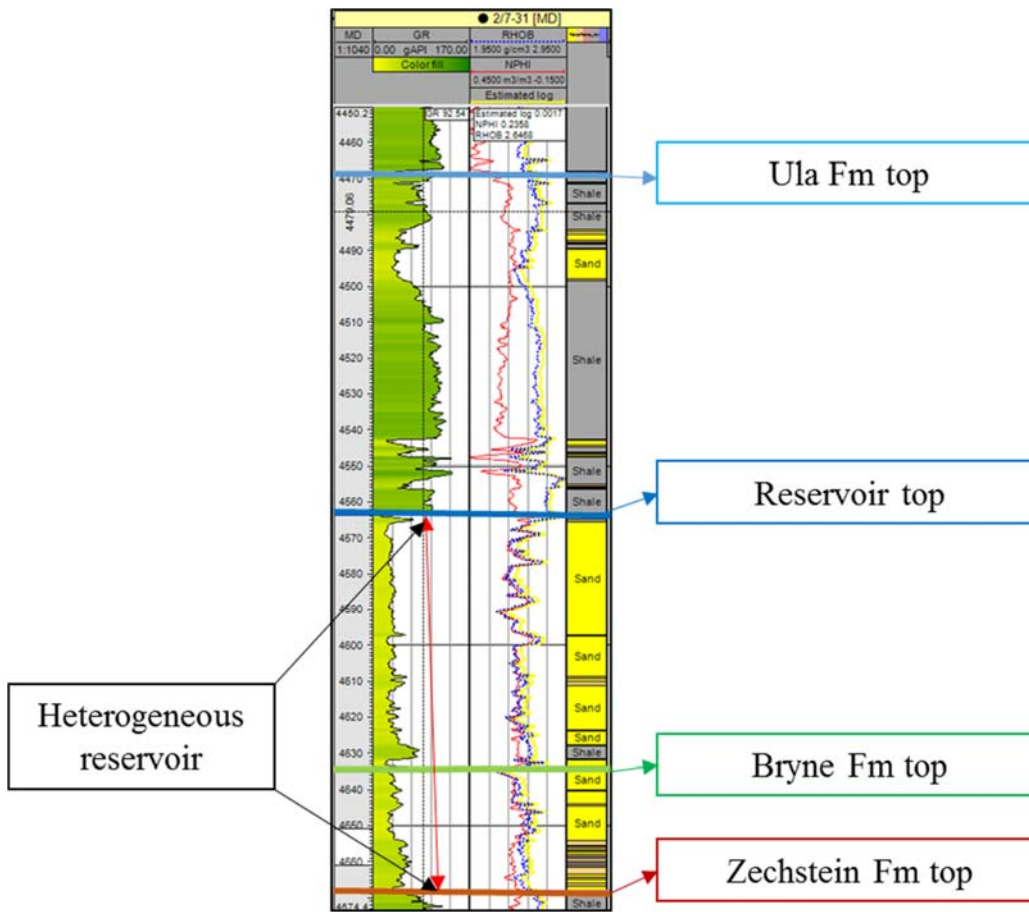 2/7-31 [MD]
MD GR RHOB
1:1040 0.00 gAPI 170.00 1.9500 g/cm3 2.9500
Color fill NPHI
0.4500 m3/m3 -0.1500
Estimated log
4450.2 GR 92.54 Estimated log 0.0017
NPHI 0.2358
RHOB 2.6468
4460
Ula Fm top
4470
Shale
4479.06
Shale
4490
Sand
4500
4510
4520
Shale
4530
4540
4550
Shale
Reservoir top
4560
Shale
4570
4580
Sand
4590
4600
Sand
4610
4620
Sand
Heterogeneous
reservoir
Sand
4630
Shale
Bryne Fm top
4640
Sand
4650
Sand
4660
Zechstein Fm top
4674.4
Shale